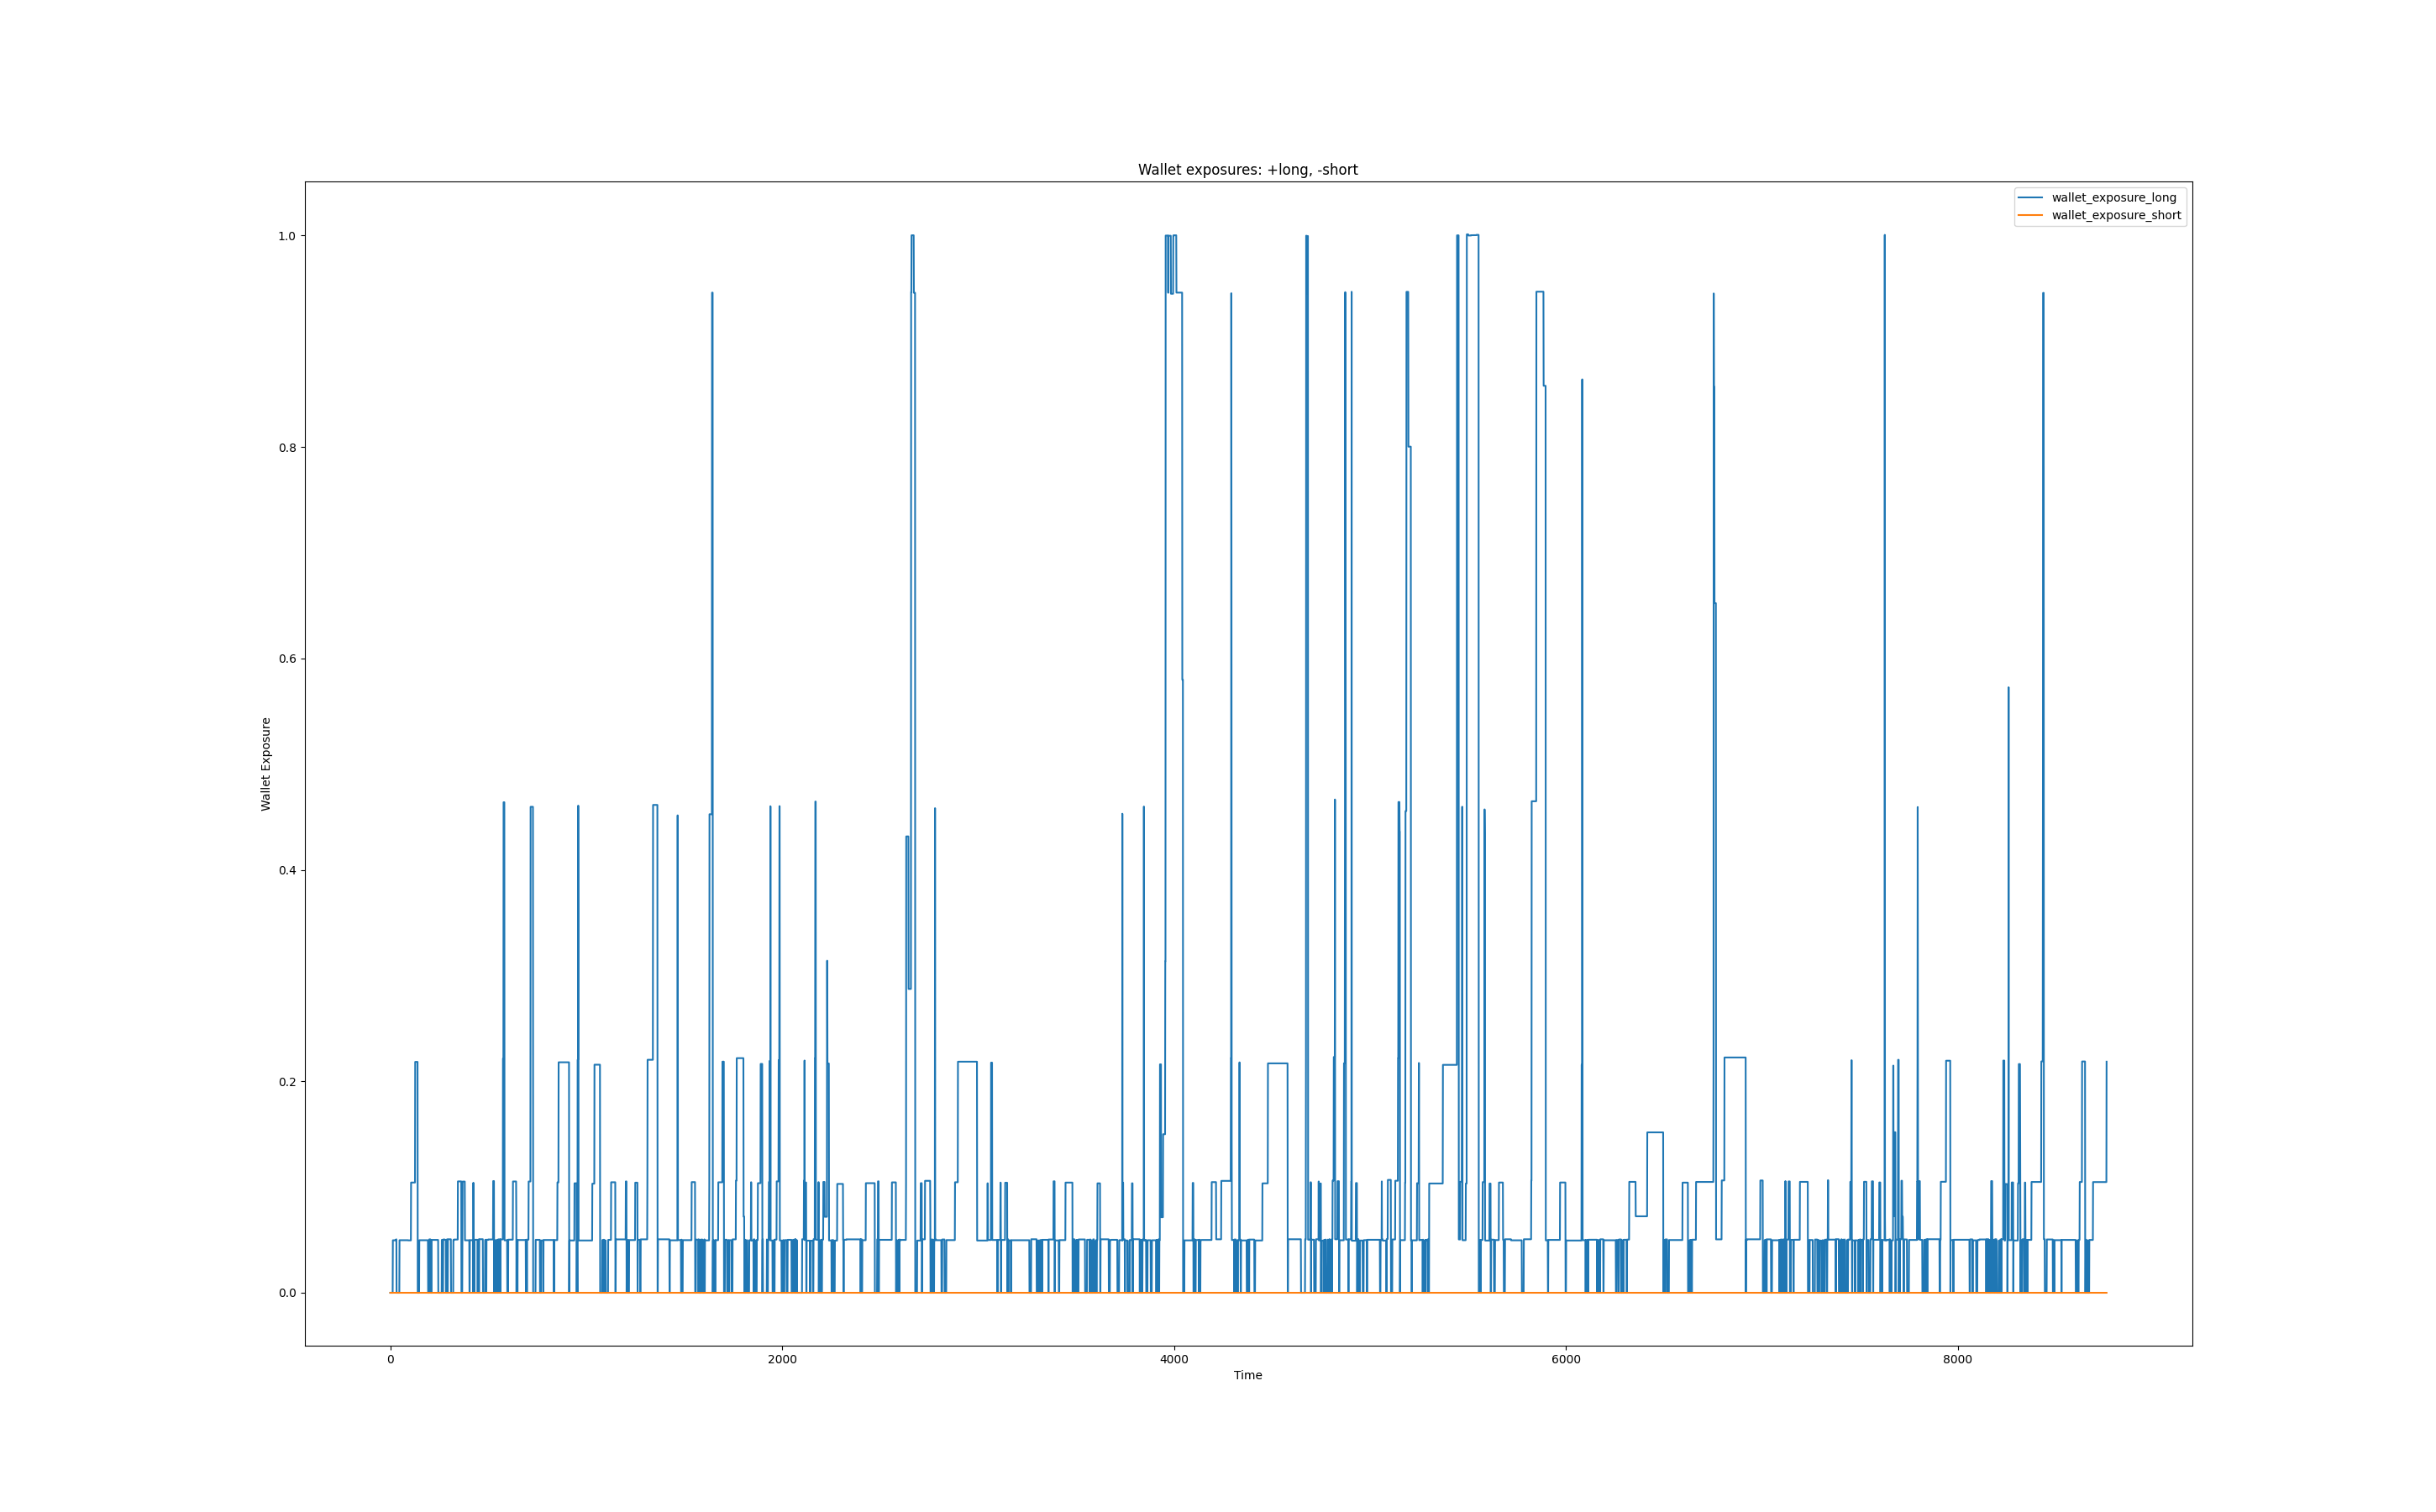 Wallet exposures: +long, -short
wallet_exposure_long
wallet_exposure_short
1.0
0.8
0.6
0.4
0.2
0.0
Wallet Exposure
0 2000 4000 6000 8000
Time